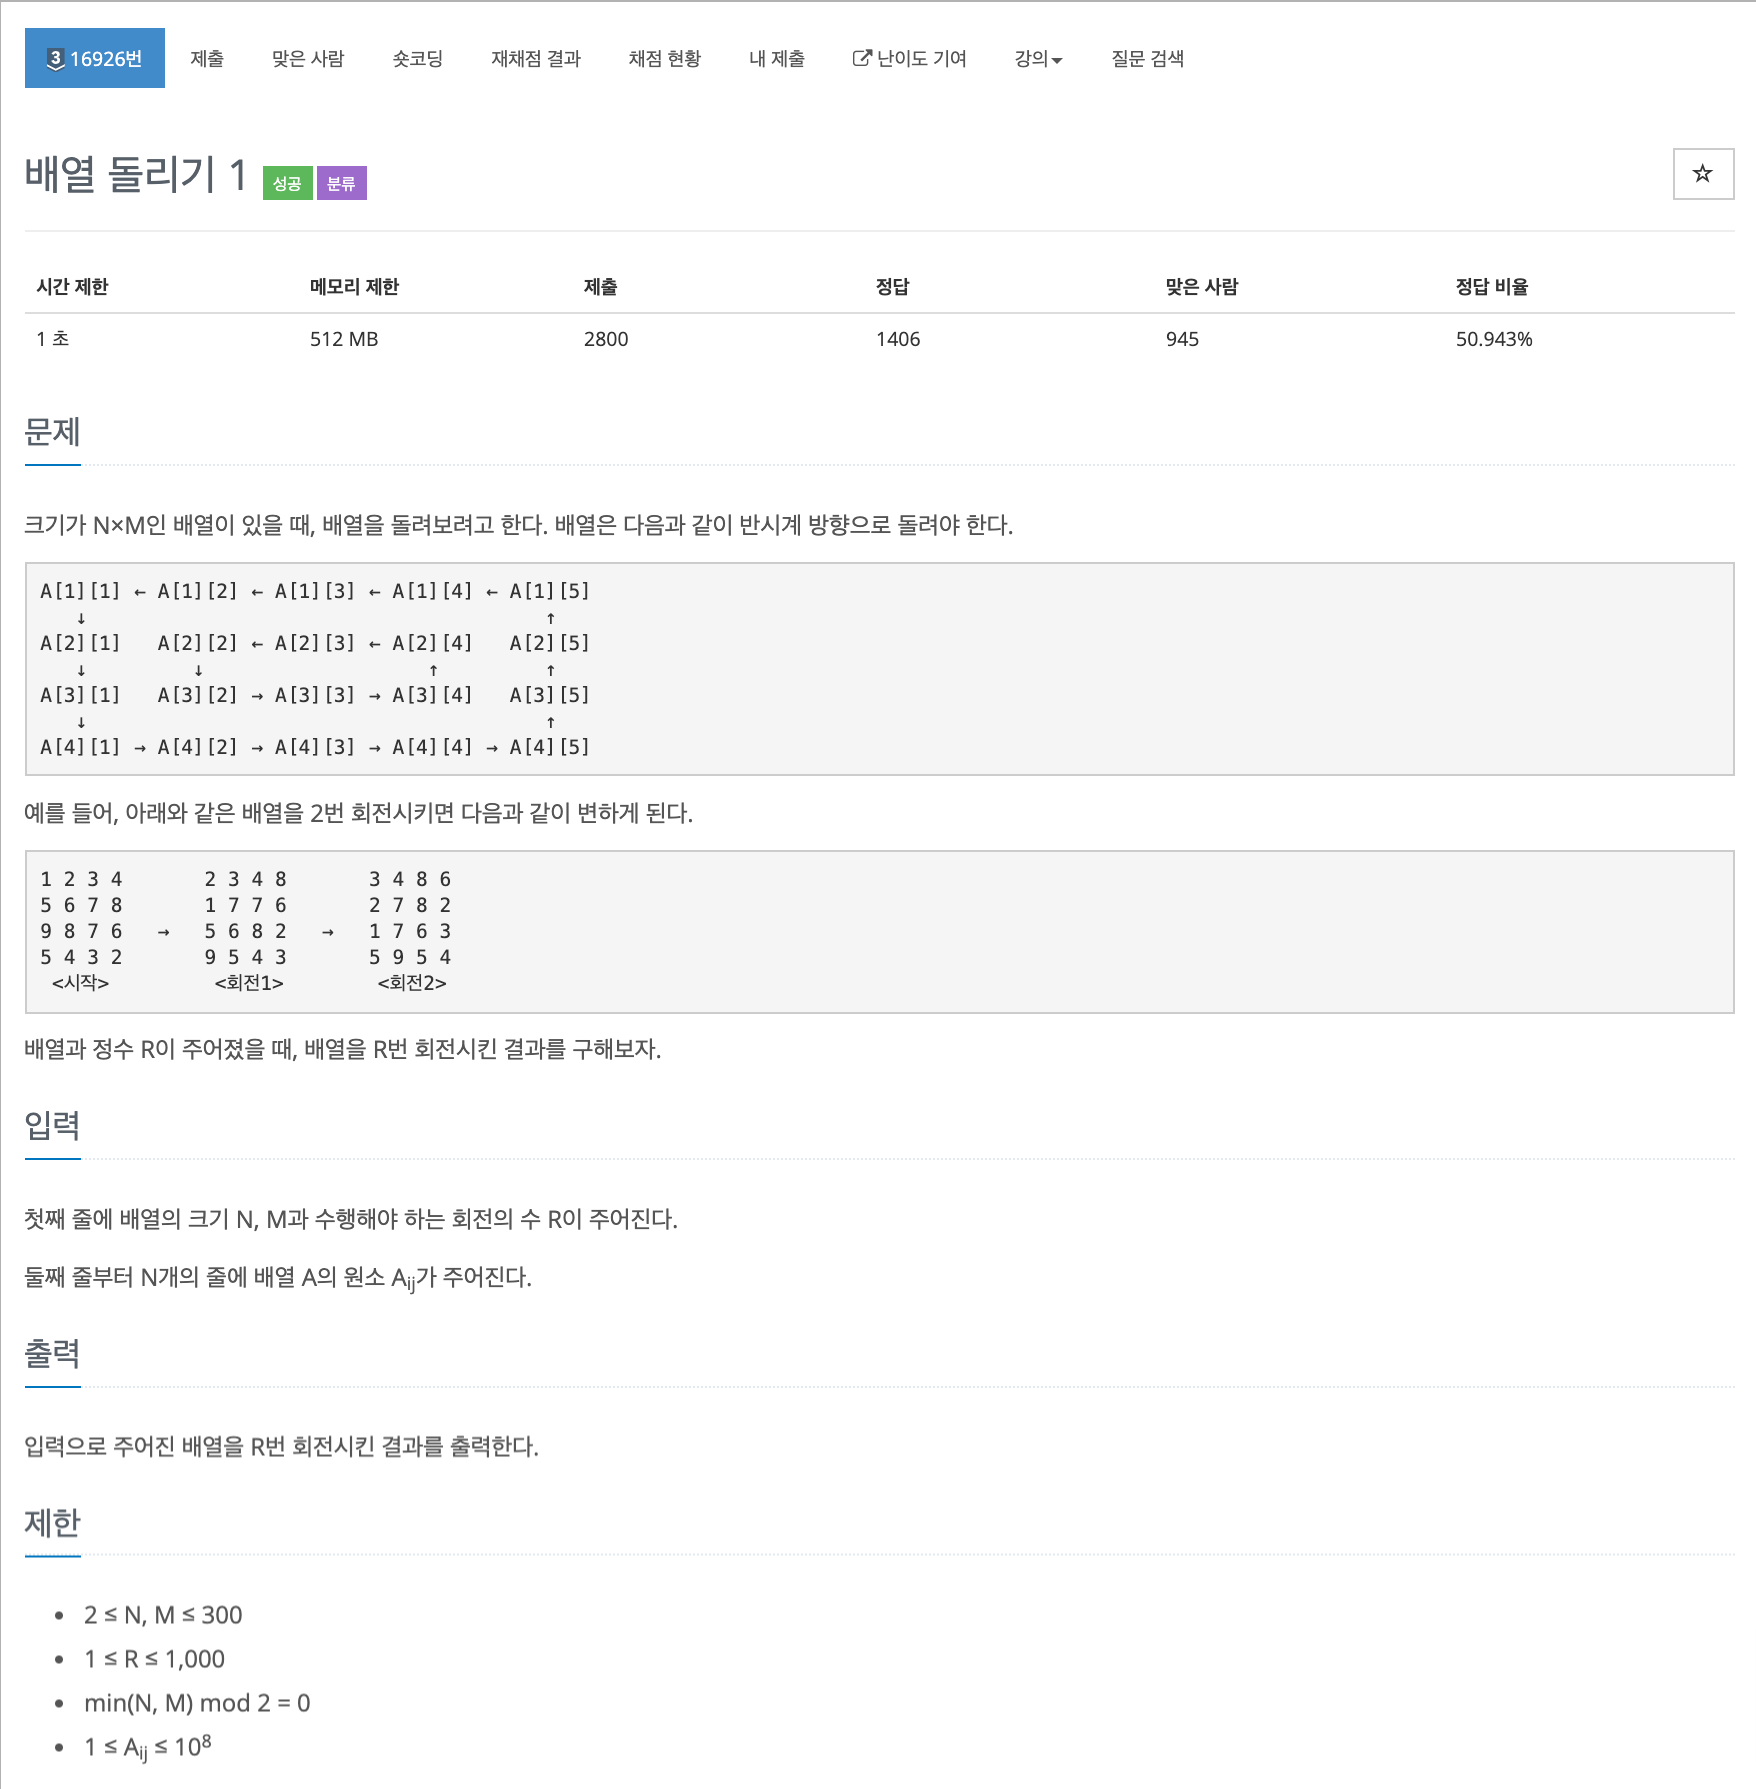 3 16926번 제출 맞은 사람 숏코딩 재채점 결과 채점 현황 내 제출 난이도 기여 강의 질문 검색
배열 돌리기 1 성공 분류
시간 제한 메모리 제한 제출 정답 맞은 사람 정답 비율
1 초 512 MB 2800 1406 945 50.943%
문제
크기가 N×M인 배열이 있을 때, 배열을 돌려보려고 한다. 배열은 다음과 같이 반시계 방향으로 돌려야 한다.
A[1][1] ← A[1][2] ← A[1][3] ← A[1][4] ← A[1][5]
↓ ↑
A[2][1] A[2][2] ← A[2][3] ← A[2][4] A[2][5]
↓ ↓ ↑ ↑
A[3][1] A[3][2] → A[3][3] → A[3][4] A[3][5]
↓ ↑
A[4][1] → A[4][2] → A[4][3] → A[4][4] → A[4][5]
예를 들어, 아래와 같은 배열을 2번 회전시키면 다음과 같이 변하게 된다.
1 2 3 4 2 3 4 8 3 4 8 6
5 6 7 8 1 7 7 6 2 7 8 2
9 8 7 6 → 5 6 8 2 → 1 7 6 3
5 4 3 2 9 5 4 3 5 9 5 4
<시작> <회전1> <회전2>
배열과 정수 R이 주어졌을 때, 배열을 R번 회전시킨 결과를 구해보자.
입력
첫째 줄에 배열의 크기 N, M과 수행해야 하는 회전의 수 R이 주어진다.
둘째 줄부터 N개의 줄에 배열 A의 원소 Aij가 주어진다.
출력
입력으로 주어진 배열을 R번 회전시킨 결과를 출력한다.
제한
• 2 ≤ N, M ≤ 300
• 1 ≤ R ≤ 1,000
• min(N, M) mod 2 = 0
• 1 ≤ Aij ≤ 10⁸